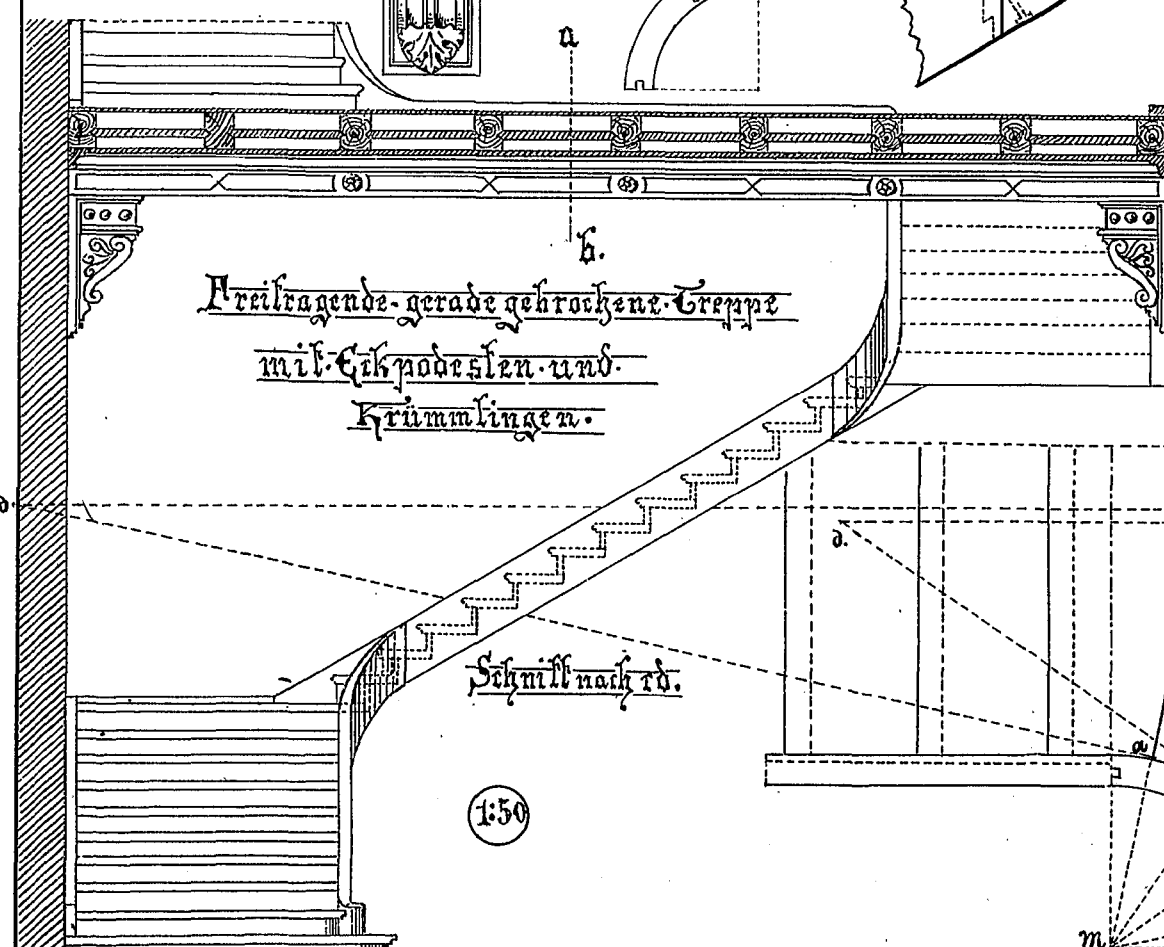 a
b.
Freitragende-gerade gebrochene·Treppe
mit·Eckpodesten·und·
Krümmlingen.
d.
d.
Schnitt nach cd.
a
1:50
m